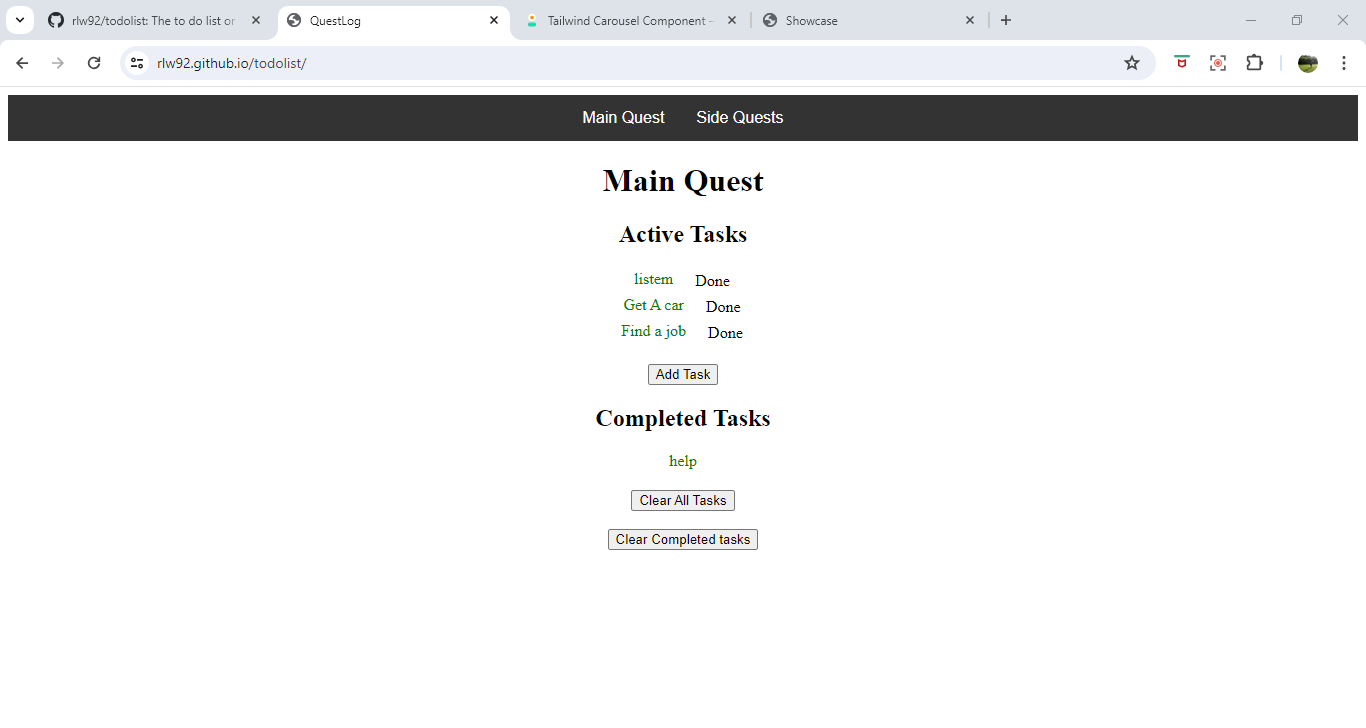 rlw92/todolist: The to do list or
QuestLog
Tailwind Carousel Component –
Showcase
rlw92.github.io/todolist/
Main Quest Side Quests
Main Quest
Active Tasks
listem Done
Get A car Done
Find a job Done
Add Task
Completed Tasks
help
Clear All Tasks
Clear Completed tasks